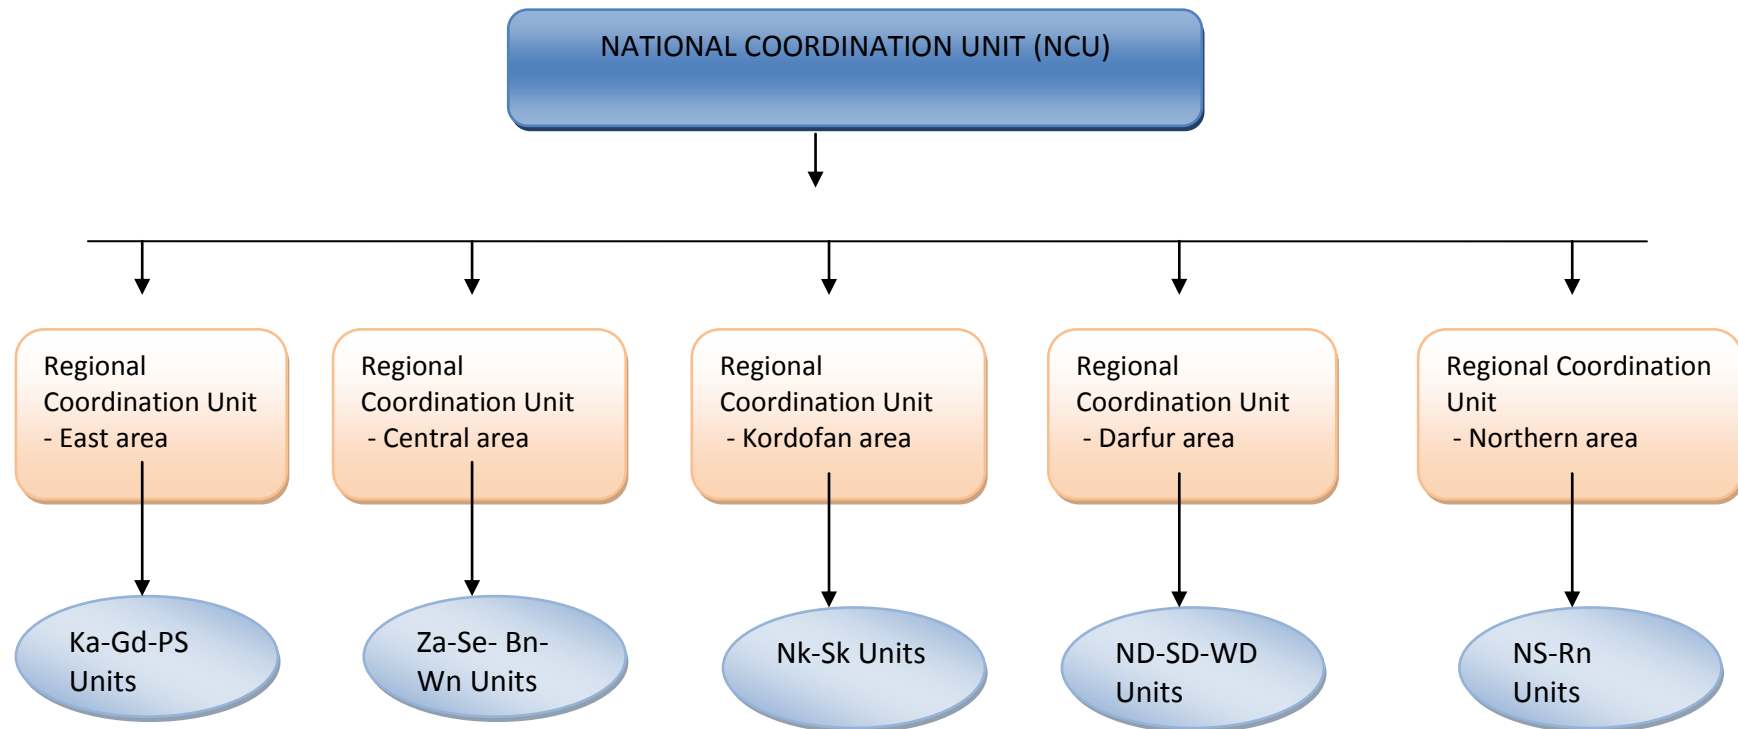 NATIONAL COORDINATION UNIT (NCU)
Regional
Coordination Unit
- East area
Regional
Coordination Unit
- Central area
Regional
Coordination Unit
- Kordofan area
Regional
Coordination Unit
- Darfur area
Regional Coordination
Unit
- Northern area
Ka-Gd-PS
Units
Za-Se- Bn-
Wn Units
Nk-Sk Units
ND-SD-WD
Units
NS-Rn
Units